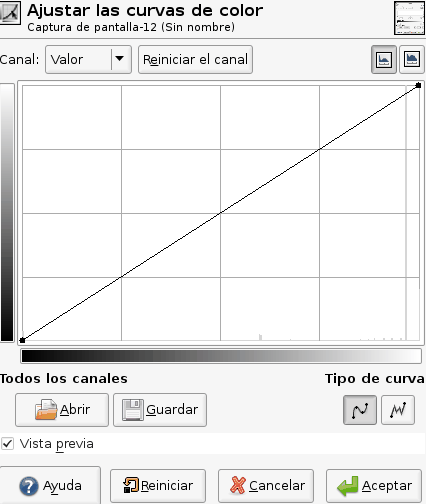 Ajustar las curvas de color
Captura de pantalla-12 (Sin nombre)
Canal: Valor Reiniciar el canal
Todos los canales Tipo de curva
Abrir Guardar
Vista previa
Ayuda Reiniciar Cancelar Aceptar